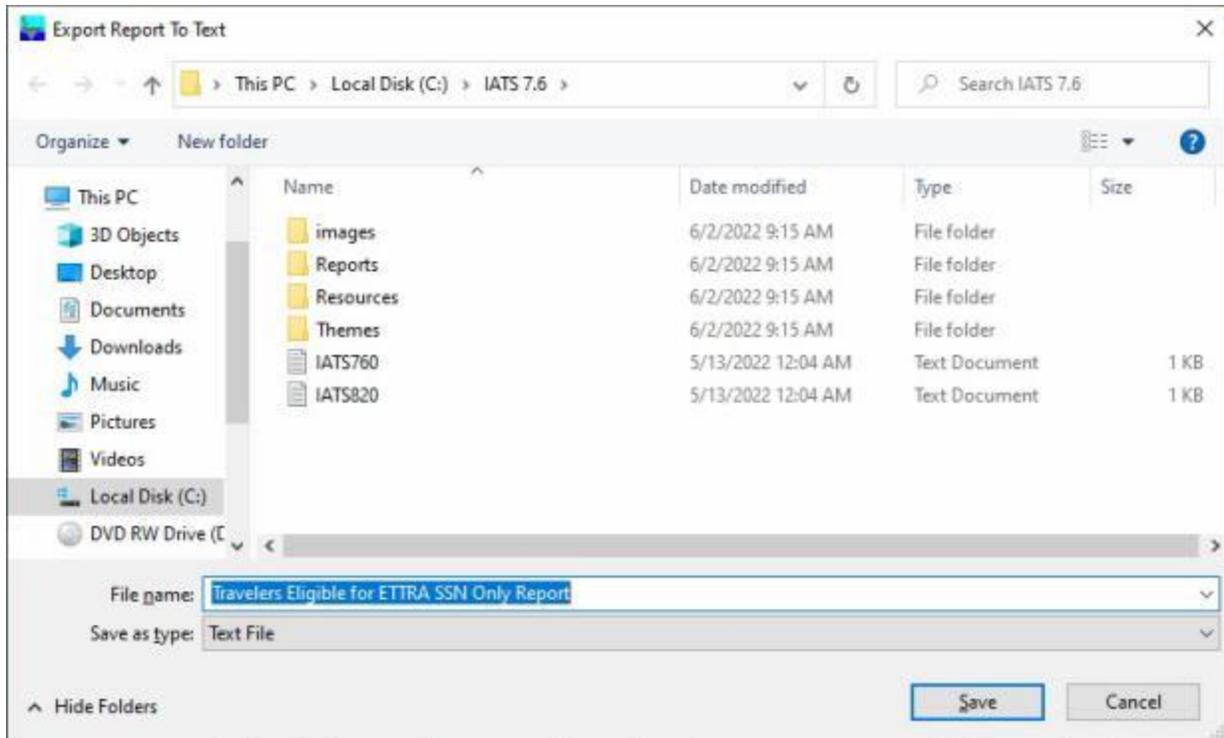 Export Report To Text
This PC > Local Disk (C:) > IATS 7.6 >
Search IATS 7.6
Organize
New folder
Name Date modified Type Size
This PC
3D Objects
Desktop
Documents
Downloads
Music
Pictures
Videos
Local Disk (C:)
DVD RW Drive (D
images 6/2/2022 9:15 AM File folder
Reports 6/2/2022 9:15 AM File folder
Resources 6/2/2022 9:15 AM File folder
Themes 6/2/2022 9:15 AM File folder
IATS760 5/13/2022 12:04 AM Text Document 1 KB
IATS820 5/13/2022 12:04 AM Text Document 1 KB
File name: Travelers Eligible for ETTRA SSN Only Report
Save as type: Text File
Hide Folders
Save
Cancel